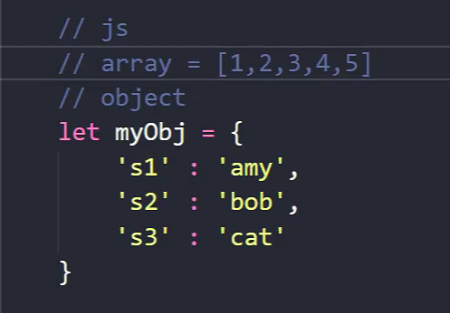 // js
// array = [1,2,3,4,5]
// object
let myObj = {
    's1' : 'amy',
    's2' : 'bob',
    's3' : 'cat'
}